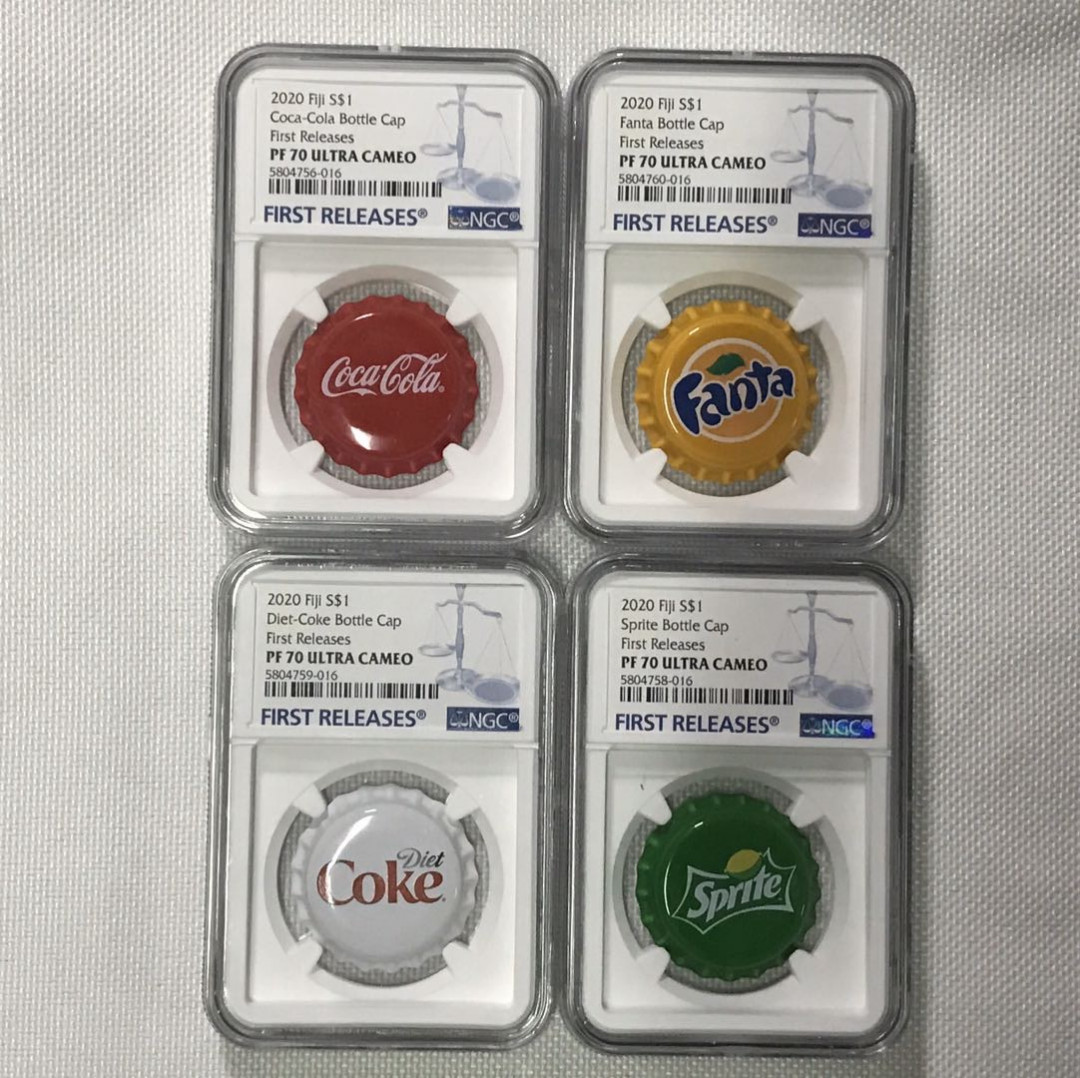 2020 Fiji S$1
Coca-Cola Bottle Cap
First Releases
PF 70 ULTRA CAMEO
5804756-016
FIRST RELEASES® NGC®
Coca-Cola®
2020 Fiji S$1
Fanta Bottle Cap
First Releases
PF 70 ULTRA CAMEO
5804760-016
FIRST RELEASES® NGC®
Fanta
2020 Fiji S$1
Diet-Coke Bottle Cap
First Releases
PF 70 ULTRA CAMEO
5804759-016
FIRST RELEASES® NGC®
Diet
Coke®
2020 Fiji S$1
Sprite Bottle Cap
First Releases
PF 70 ULTRA CAMEO
5804758-016
FIRST RELEASES® NGC®
Sprite